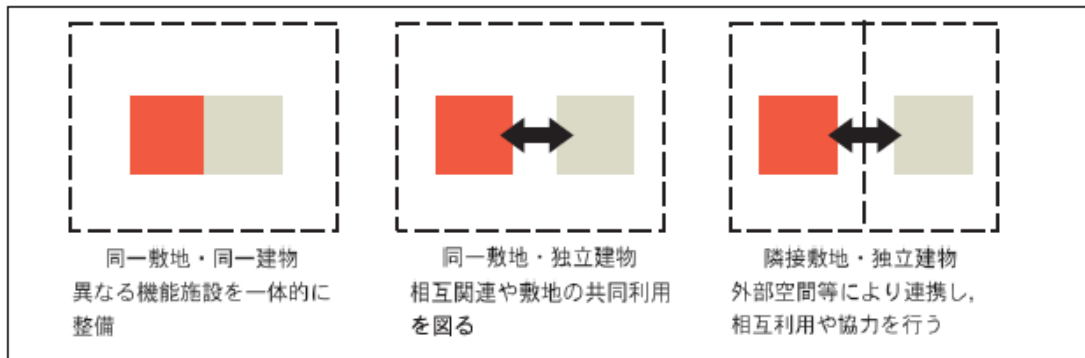 同一敷地・同一建物
異なる機能施設を一体的に
整備
同一敷地・独立建物
相互関連や敷地の共同利用
を図る
隣接敷地・独立建物
外部空間等により連携し,
相互利用や協力を行う